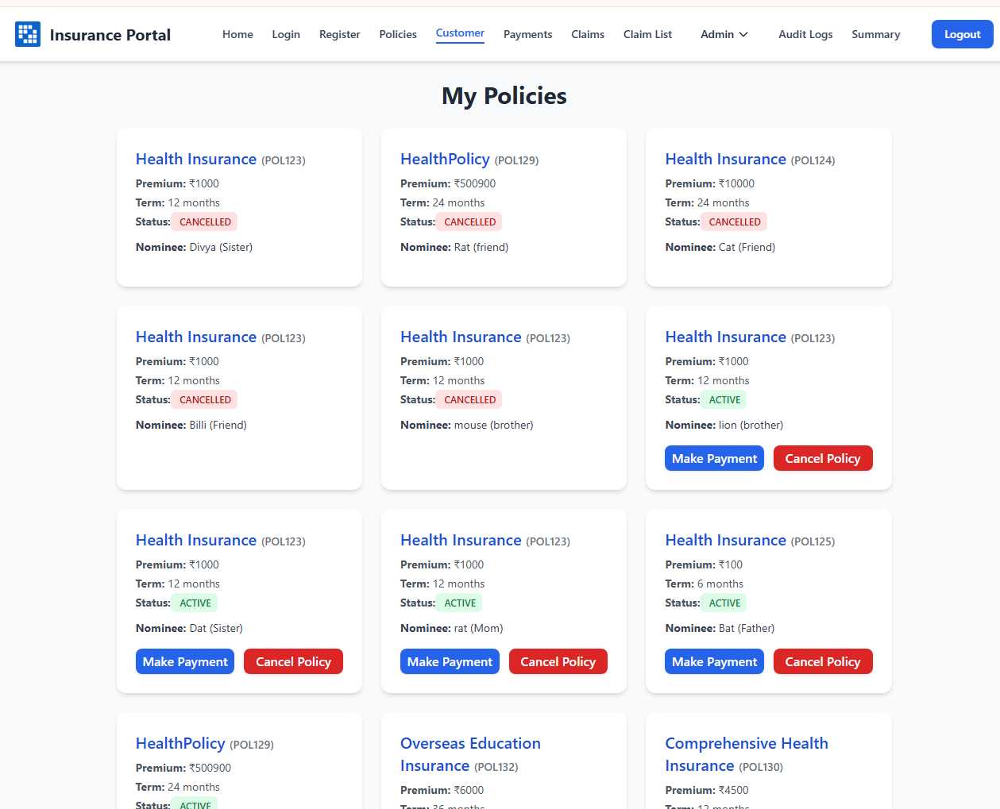 Insurance Portal
Home Login Register Policies Customer Payments Claims Claim List Admin Audit Logs Summary Logout
My Policies
Health Insurance (POL123)
Premium: ₹1000
Term: 12 months
Status: CANCELLED
Nominee: Divya (Sister)
HealthPolicy (POL129)
Premium: ₹500900
Term: 24 months
Status: CANCELLED
Nominee: Rat (friend)
Health Insurance (POL124)
Premium: ₹10000
Term: 24 months
Status: CANCELLED
Nominee: Cat (Friend)
Health Insurance (POL123)
Premium: ₹1000
Term: 12 months
Status: CANCELLED
Nominee: Billi (Friend)
Health Insurance (POL123)
Premium: ₹1000
Term: 12 months
Status: CANCELLED
Nominee: mouse (brother)
Health Insurance (POL123)
Premium: ₹1000
Term: 12 months
Status: ACTIVE
Nominee: lion (brother)
Make Payment Cancel Policy
Health Insurance (POL123)
Premium: ₹1000
Term: 12 months
Status: ACTIVE
Nominee: Dat (Sister)
Make Payment Cancel Policy
Health Insurance (POL123)
Premium: ₹1000
Term: 12 months
Status: ACTIVE
Nominee: rat (Mom)
Make Payment Cancel Policy
Health Insurance (POL125)
Premium: ₹100
Term: 6 months
Status: ACTIVE
Nominee: Bat (Father)
Make Payment Cancel Policy
HealthPolicy (POL129)
Premium: ₹500900
Term: 24 months
Status: ACTIVE
Overseas Education
Insurance (POL132)
Premium: ₹6000
Term: 36 months
Comprehensive Health
Insurance (POL130)
Premium: ₹4500
Term: 12 months